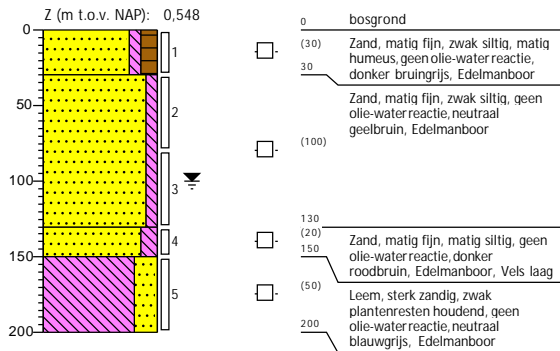 Z (m t.o.v. NAP): 0,548
0
50
100
150
200
1
2
3
4
5
0 bosgrond
(30) Zand, matig fijn, zwak siltig, matig
humeus, geen olie-water reactie,
30 donker bruingrijs, Edelmanboor
Zand, matig fijn, zwak siltig, geen
olie-water reactie, neutraal
geelbruin, Edelmanboor
(100)
130
(20) Zand, matig fijn, matig siltig, geen
150 olie-water reactie, donker
roodbruin, Edelmanboor, Vels laag
(50) Leem, sterk zandig, zwak
plantenresten houdend, geen
200 olie-water reactie, neutraal
blauwgrijs, Edelmanboor